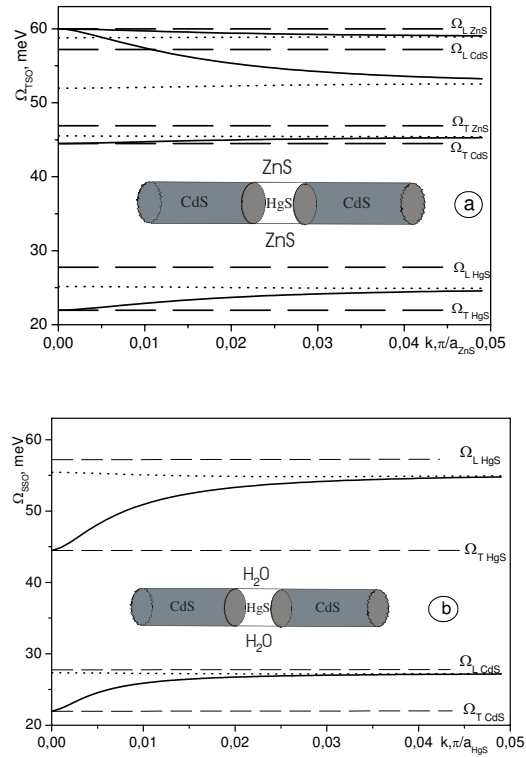 Ω_TSO, meV
60
50
40
30
20
Ω_L ZnS
Ω_L CdS
Ω_T ZnS
Ω_T CdS
ZnS
CdS
HgS
CdS
a
ZnS
Ω_L HgS
Ω_T HgS
0,00 0,01 0,02 0,03 0,04 k,π/a_ZnS 0,05
Ω_SSO, meV
60
50
40
30
20
Ω_L HgS
Ω_T HgS
H₂O
CdS
HgS
CdS
b
H₂O
Ω_L CdS
Ω_T CdS
0,00 0,01 0,02 0,03 0,04 k,π/a_HgS 0,05